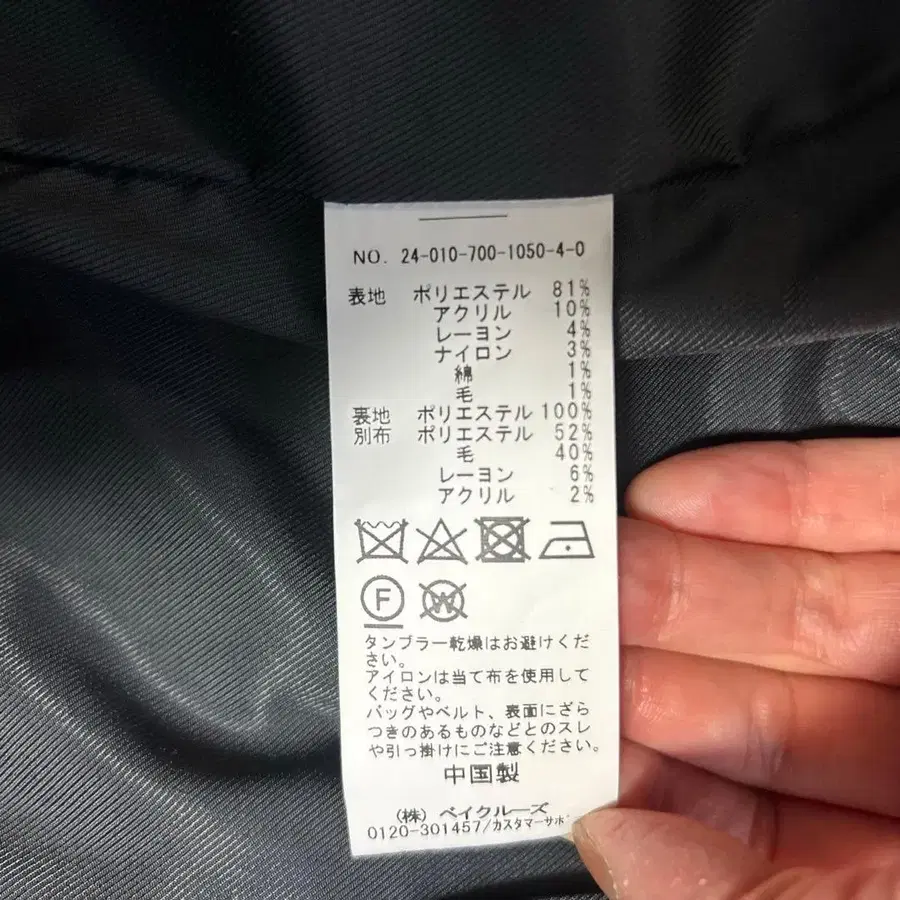 NO. 24-010-700-1050-4-0
表地 ポリエステル 81%
アクリル 10%
レーヨン 4%
ナイロン 3%
綿 1%
毛 1%
裏地 ポリエステル 100%
別布 ポリエステル 52%
毛 40%
レーヨン 6%
アクリル 2%
F W
タンブラー乾燥はお避けくだ
さい。
アイロンは当て布を使用して
ください。
バッグやベルト、表面にざら
つきのあるものなどとのスレ
や引っ掛けにご注意ください。
中国製
(株) ベイクルーズ
0120-301457/カスタマーサポ